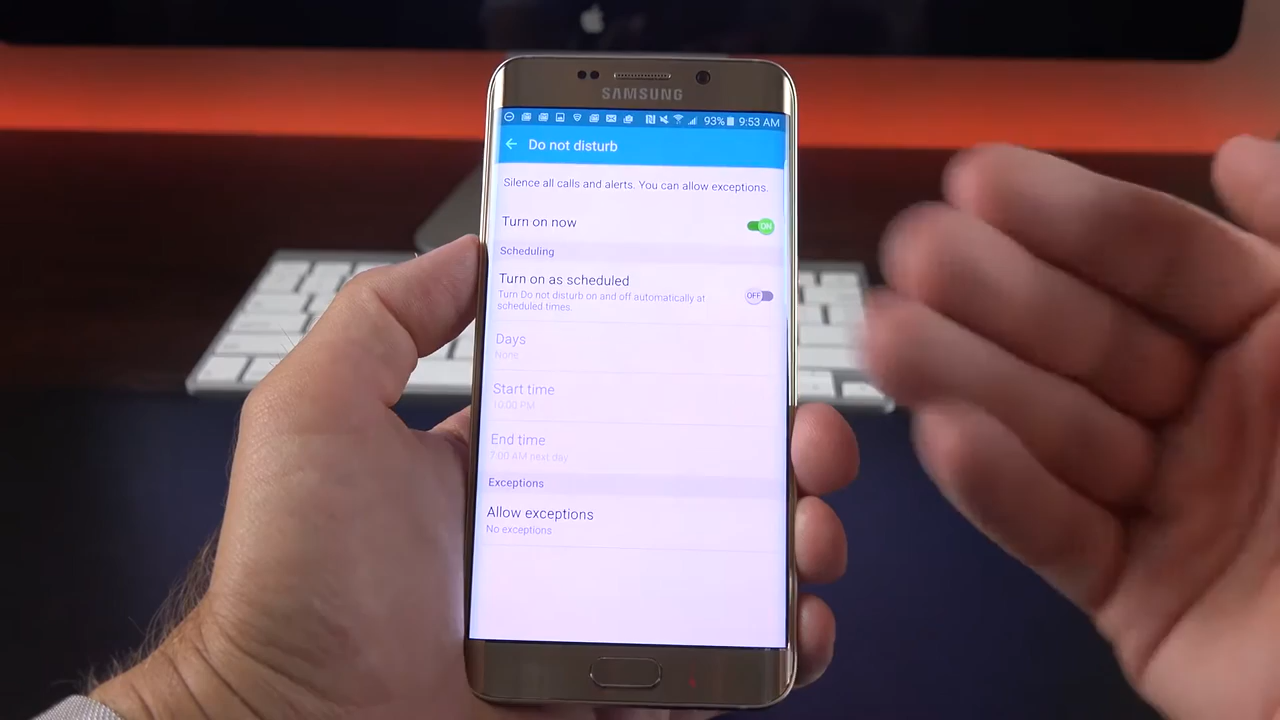 SAMSUNG
93% 9:53 AM
Do not disturb
Silence all calls and alerts. You can allow exceptions.
Turn on now
ON
Scheduling
Turn on as scheduled
Turn Do not disturb on and off automatically at
scheduled times.
OFF
Days
None
Start time
10:00 PM
End time
7:00 AM next day
Exceptions
Allow exceptions
No exceptions